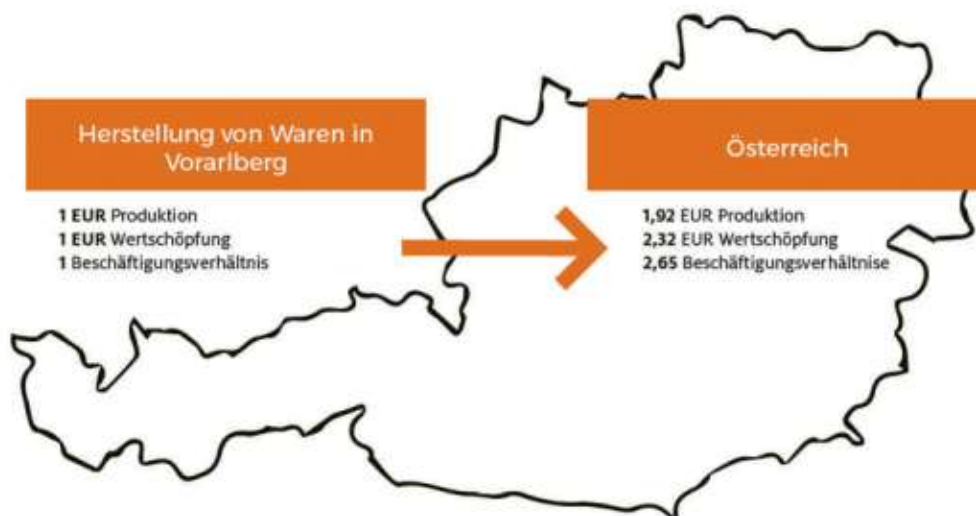 Herstellung von Waren in
Vorarlberg
1 EUR Produktion
1 EUR Wertschöpfung
1 Beschäftigungsverhältnis
Österreich
1,92 EUR Produktion
2,32 EUR Wertschöpfung
2,65 Beschäftigungsverhältnise